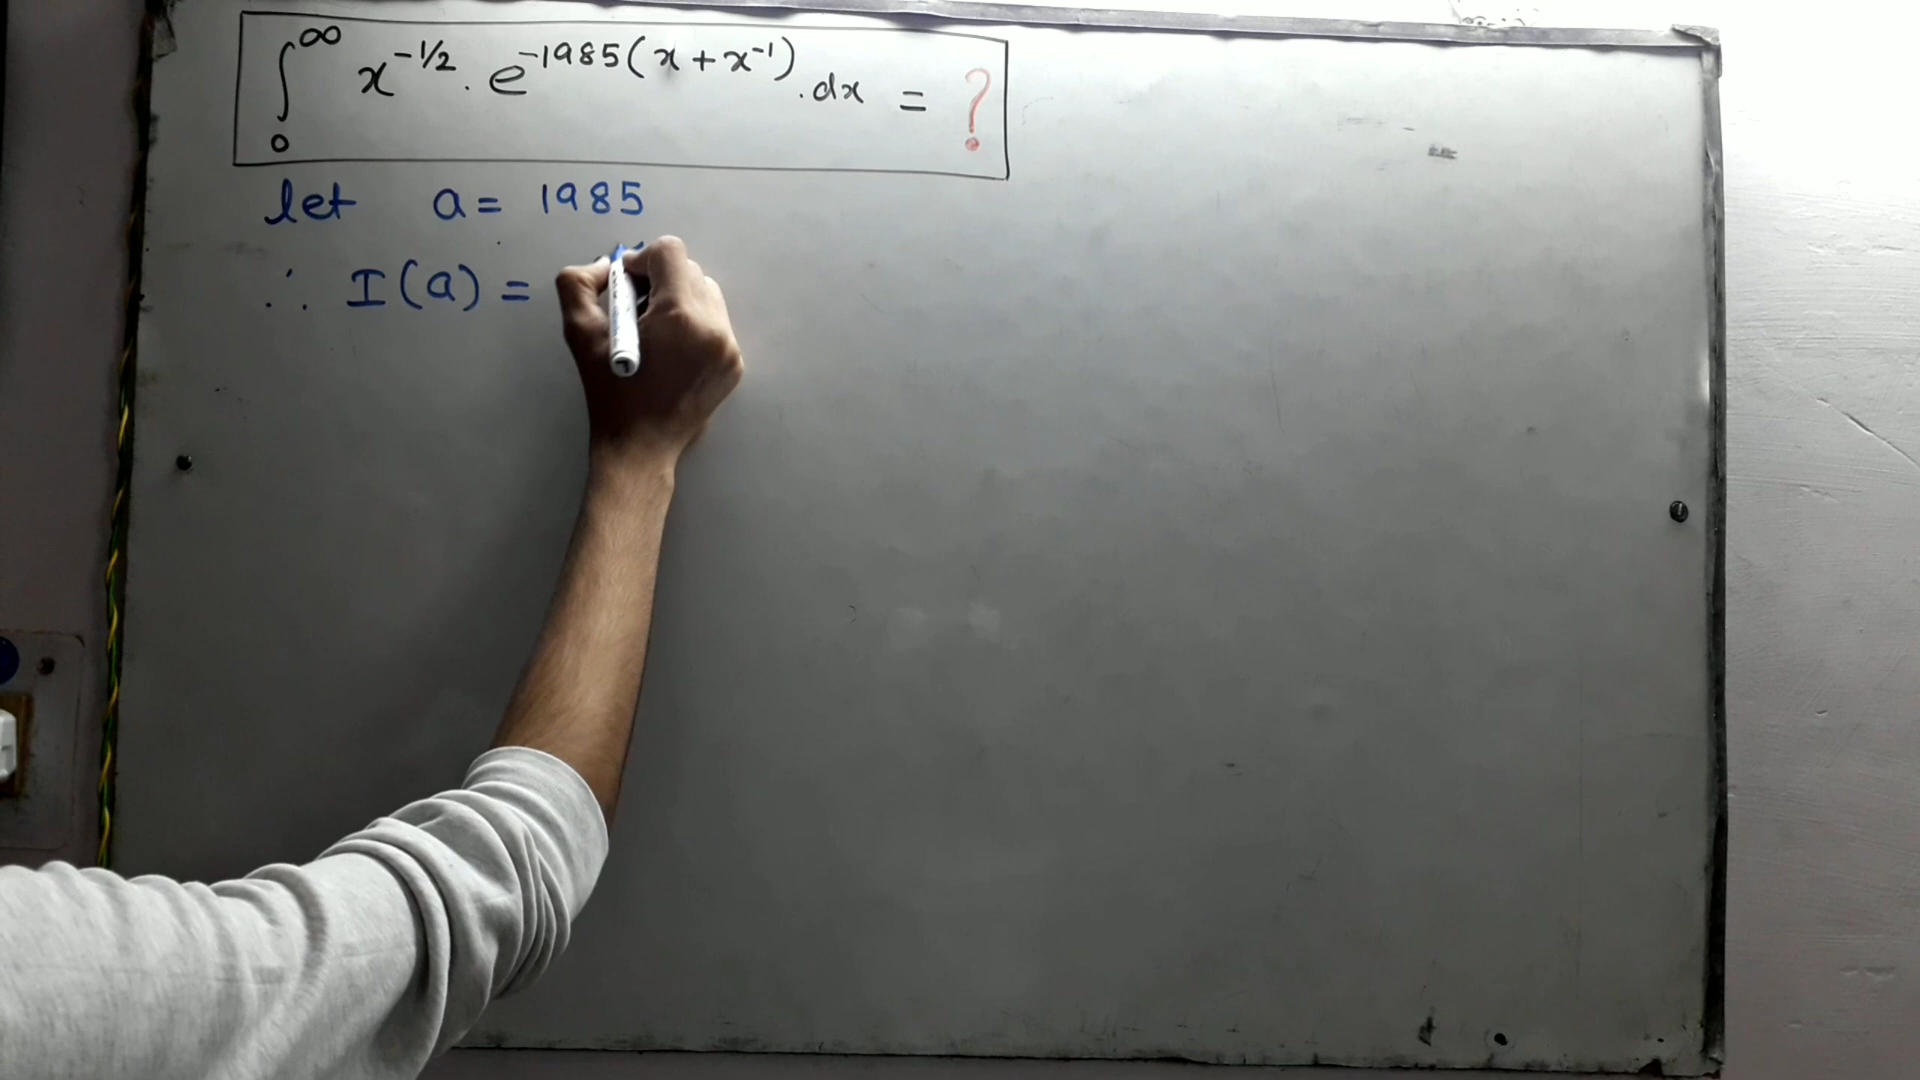 ∫₀^∞ x^{-1/2} . e^{-1985(x + x^{-1})} . dx = ?
let a = 1985
∴ I(a) =